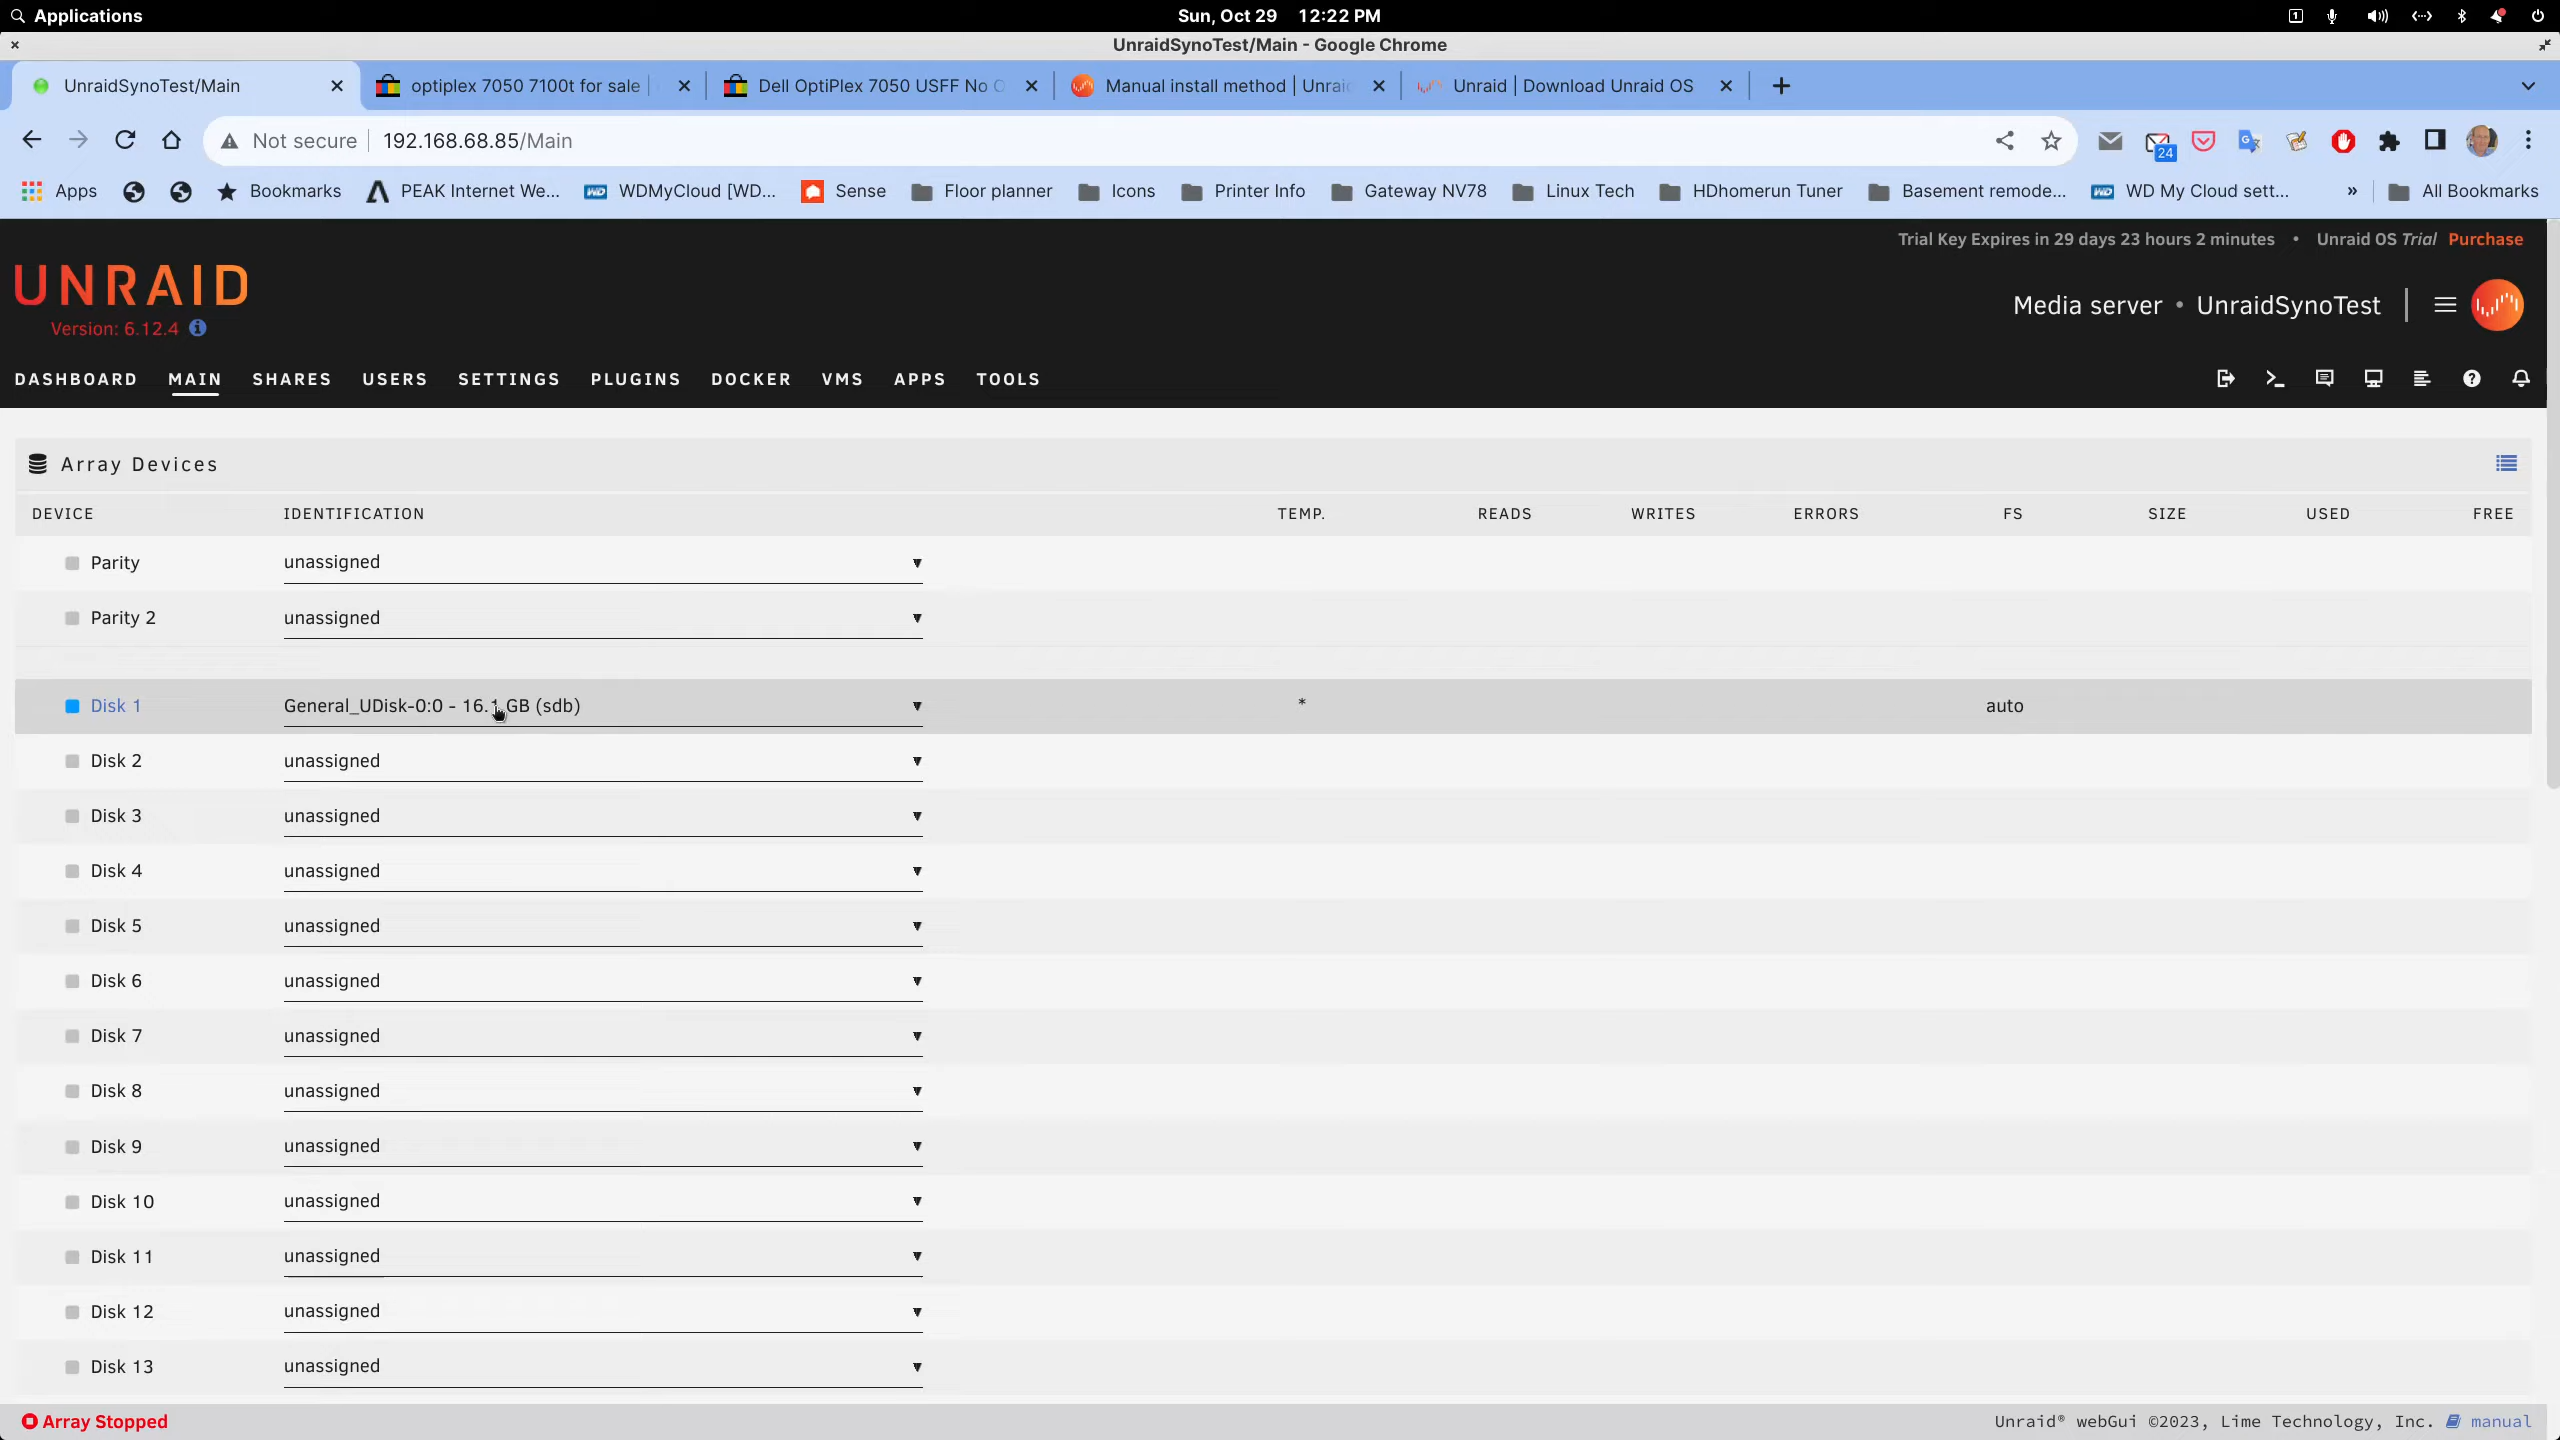 Applications
Sun, Oct 29 12:22 PM
1
UnraidSynoTest/Main - Google Chrome
UnraidSynoTest/Main
optiplex 7050 7100t for sale |
Dell OptiPlex 7050 USFF No
Manual install method | Unraid
Unraid | Download Unraid OS
Not secure 192.168.68.85/Main
24
Apps
Bookmarks
PEAK Internet We...
WDMyCloud [WD...
Sense
Floor planner
Icons
Printer Info
Gateway NV78
Linux Tech
HDhomerun Tuner
Basement remode...
WD My Cloud sett...
»
All Bookmarks
Trial Key Expires in 29 days 23 hours 2 minutes • Unraid OS Trial Purchase
UNRAID
Version: 6.12.4
Media server • UnraidSynoTest
DASHBOARD MAIN SHARES USERS SETTINGS PLUGINS DOCKER VMS APPS TOOLS
Array Devices
DEVICE IDENTIFICATION TEMP. READS WRITES ERRORS FS SIZE USED FREE
Parity unassigned
Parity 2 unassigned
Disk 1 General_UDisk-0:0 - 16.1 GB (sdb) * auto
Disk 2 unassigned
Disk 3 unassigned
Disk 4 unassigned
Disk 5 unassigned
Disk 6 unassigned
Disk 7 unassigned
Disk 8 unassigned
Disk 9 unassigned
Disk 10 unassigned
Disk 11 unassigned
Disk 12 unassigned
Disk 13 unassigned
Array Stopped
Unraid® webGui ©2023, Lime Technology, Inc. manual